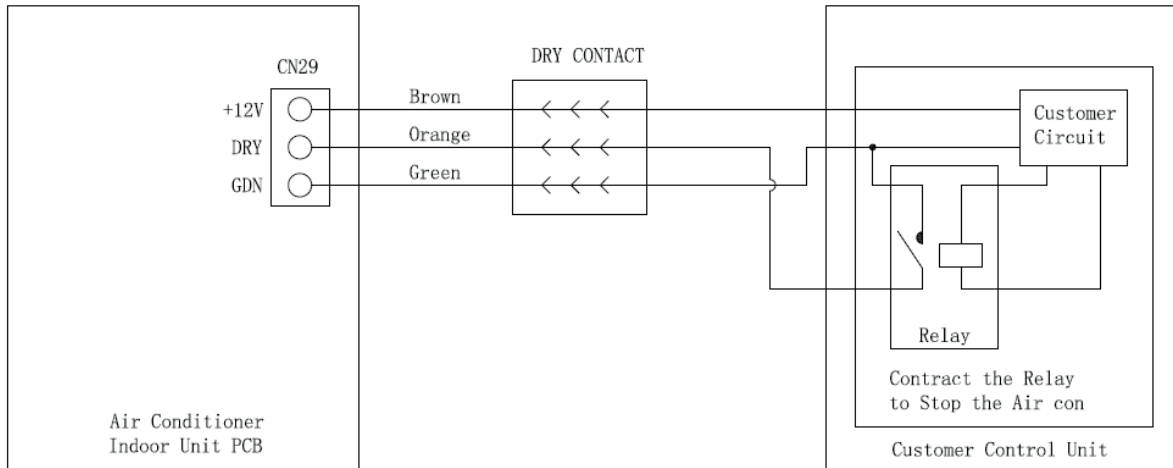 CN29
+12V
DRY
GDN
Brown
Orange
Green
DRY CONTACT
Customer
Circuit
Relay
Contract the Relay
to Stop the Air con
Air Conditioner
Indoor Unit PCB
Customer Control Unit